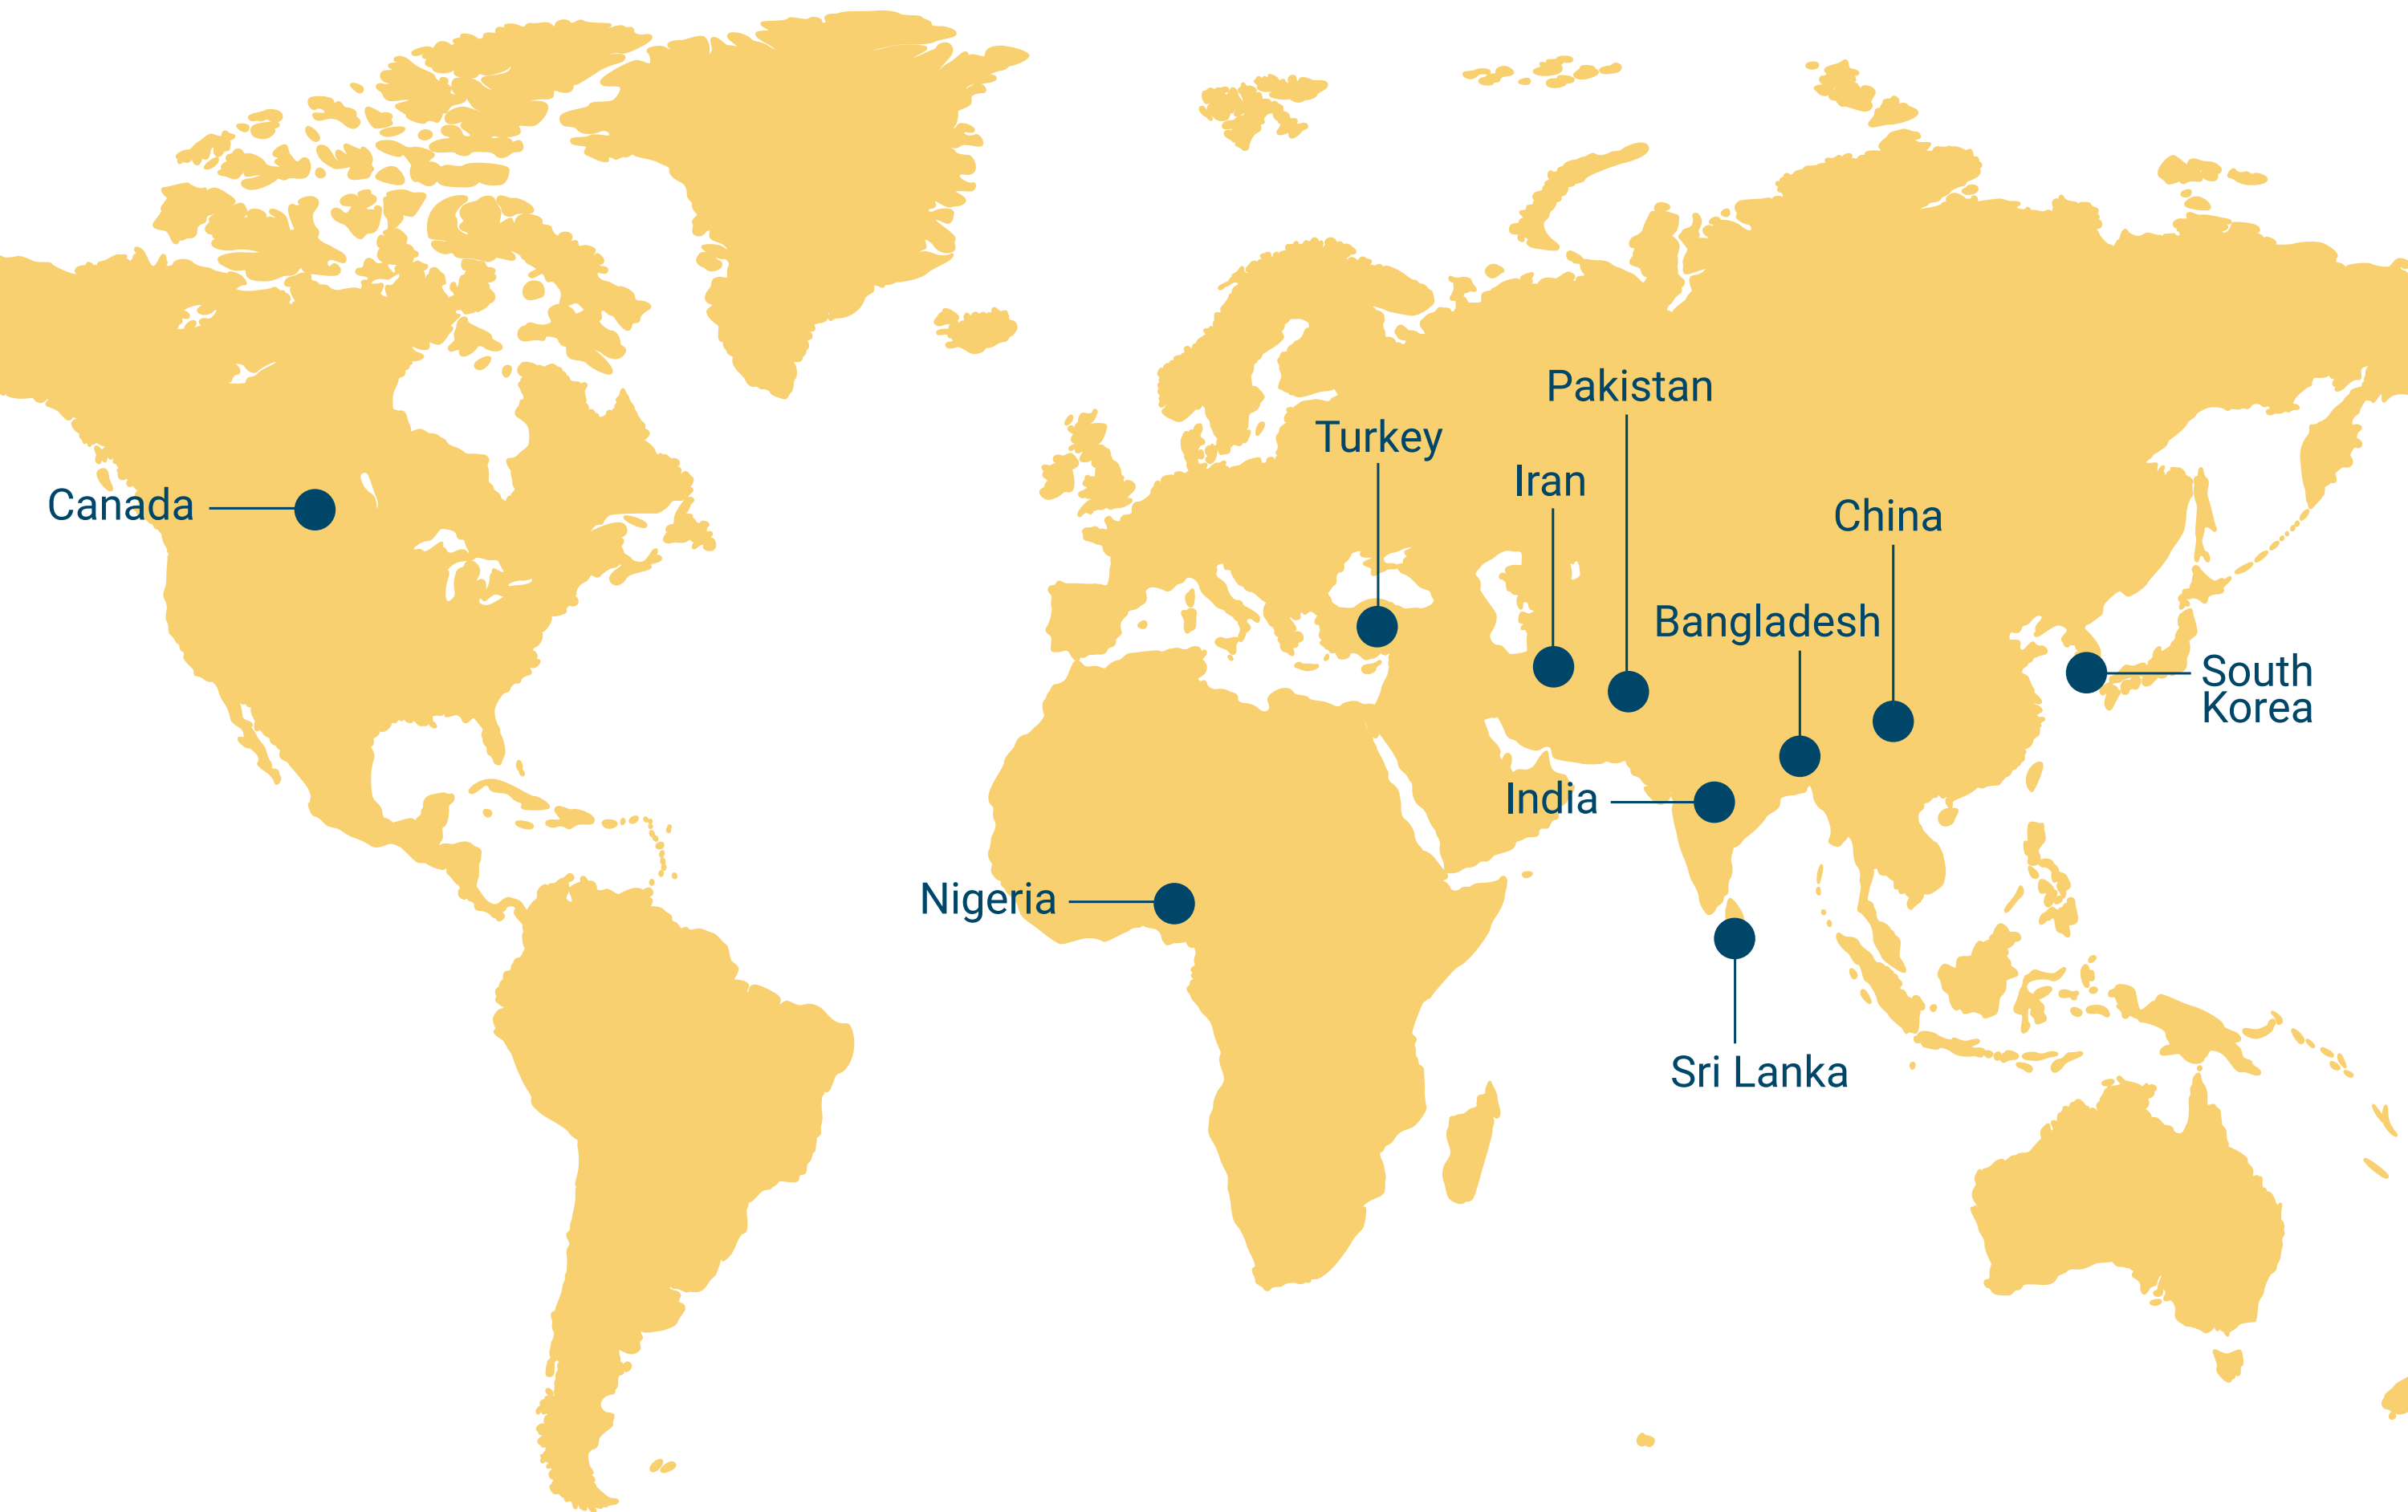 Pakistan
Turkey
Iran
Canada
China
Bangladesh
South
korea
India
Nigeria
Sri Lanka